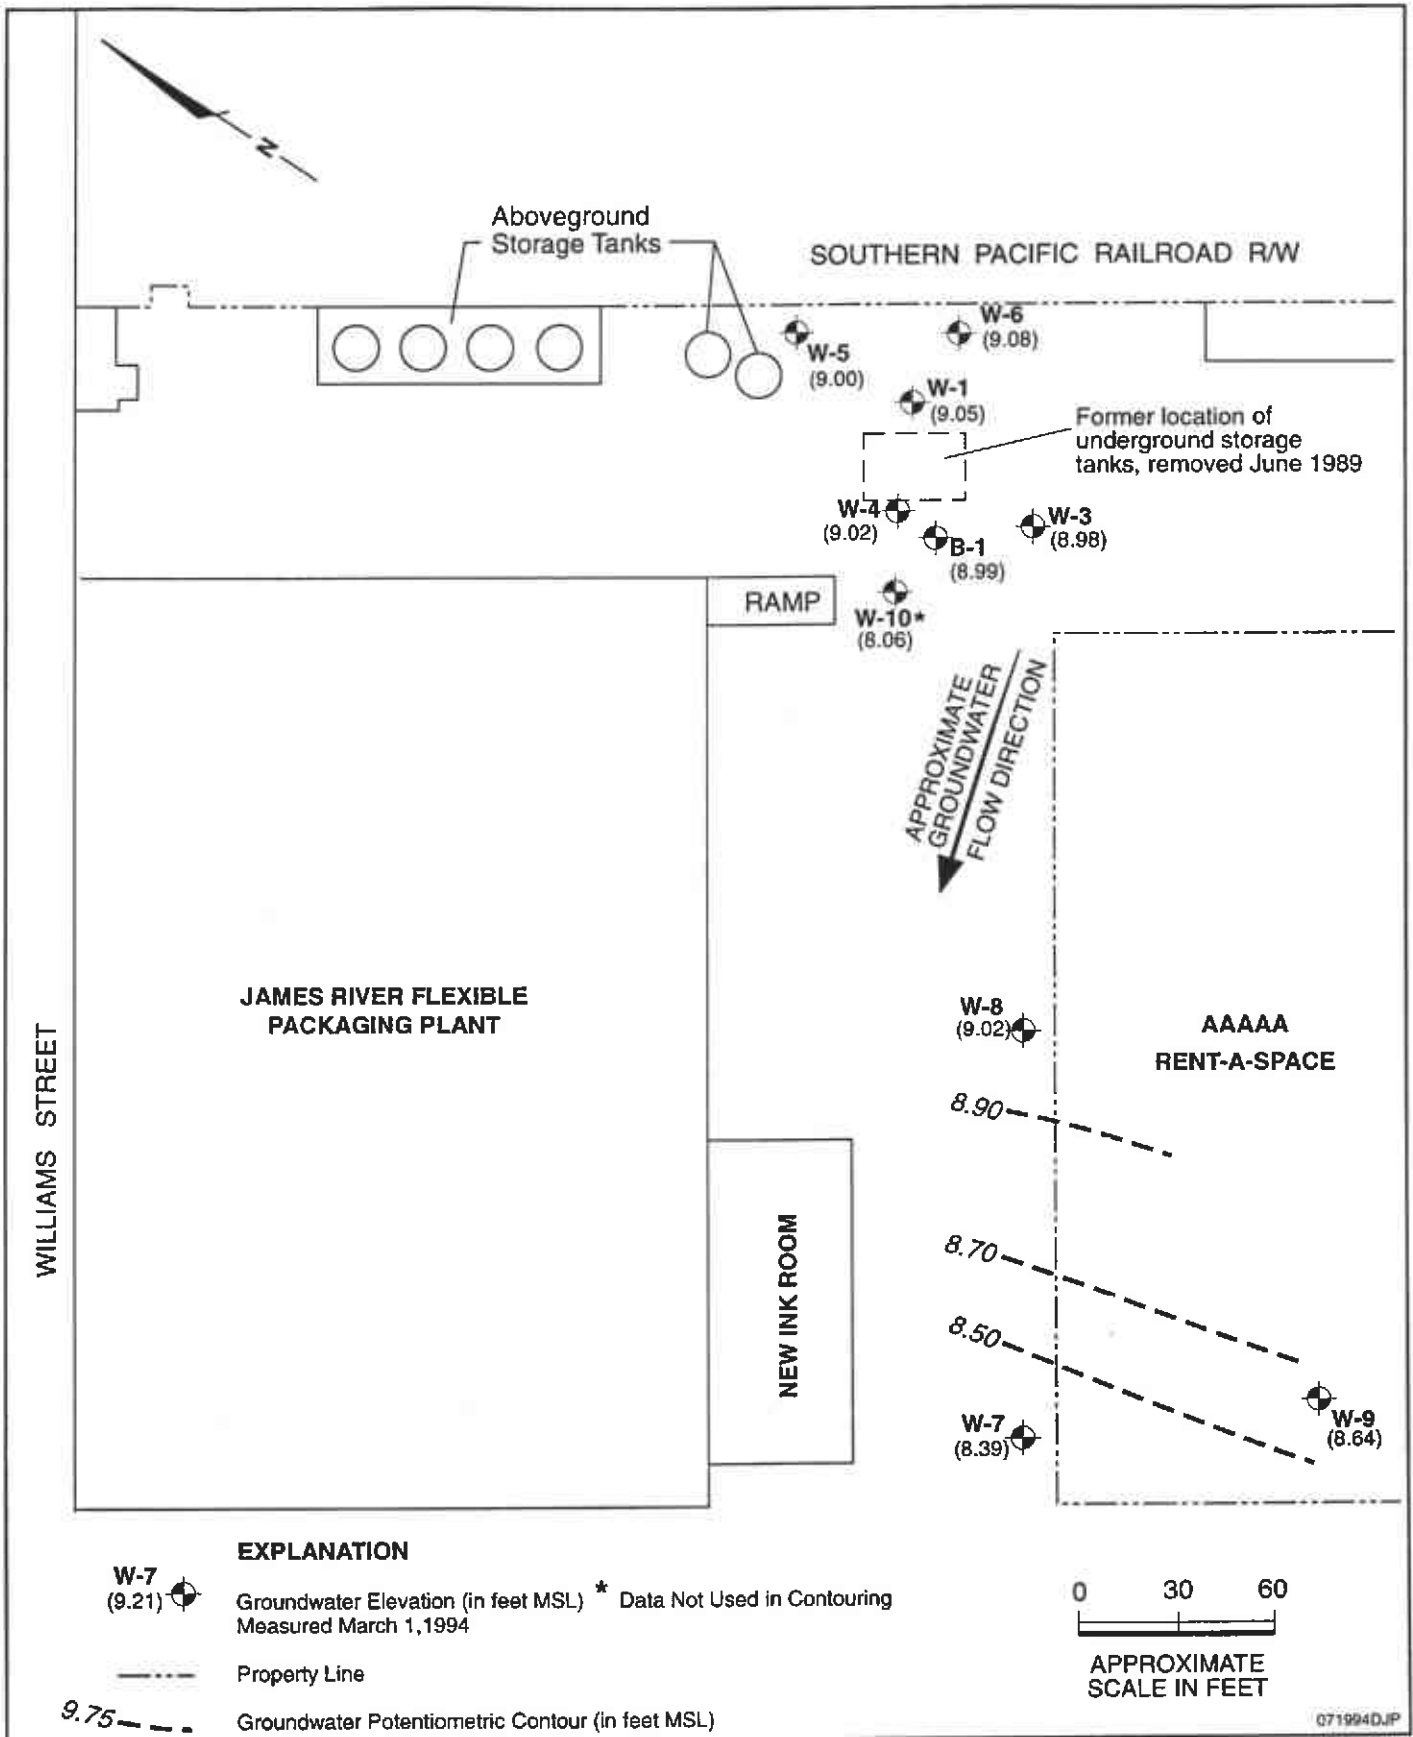 N
Aboveground
Storage Tanks
SOUTHERN PACIFIC RAILROAD R/W
W-6
(9.08)
W-5
(9.00)
W-1
(9.05)
Former location of
underground storage
tanks, removed June 1989
W-4
(9.02)
W-3
(8.98)
B-1
(8.99)
RAMP
W-10*
(8.06)
APPROXIMATE
GROUNDWATER
FLOW DIRECTION
JAMES RIVER FLEXIBLE
PACKAGING PLANT
W-8
(9.02)
AAAAA
RENT-A-SPACE
WILLIAMS STREET
8.90
NEW INK ROOM
8.70
8.50
W-7
(8.39)
W-9
(8.64)
EXPLANATION
W-7
(9.21)
Groundwater Elevation (in feet MSL) * Data Not Used in Contouring
Measured March 1,1994
Property Line
9.75
Groundwater Potentiometric Contour (in feet MSL)
0 30 60
APPROXIMATE
SCALE IN FEET
071994DJP